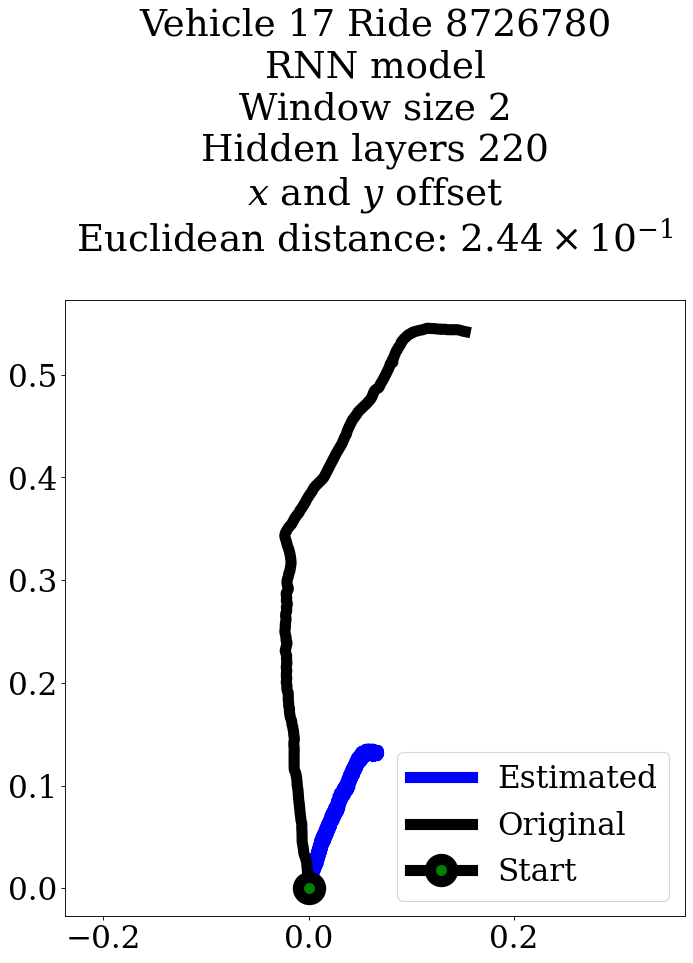 Vehicle 17 Ride 8726780
RNN model
Window size 2
Hidden layers 220
x and y offset
Euclidean distance: 2.44 × 10⁻¹
0.5
0.4
0.3
0.2
0.1
0.0
Estimated
Original
Start
−0.2 0.0 0.2